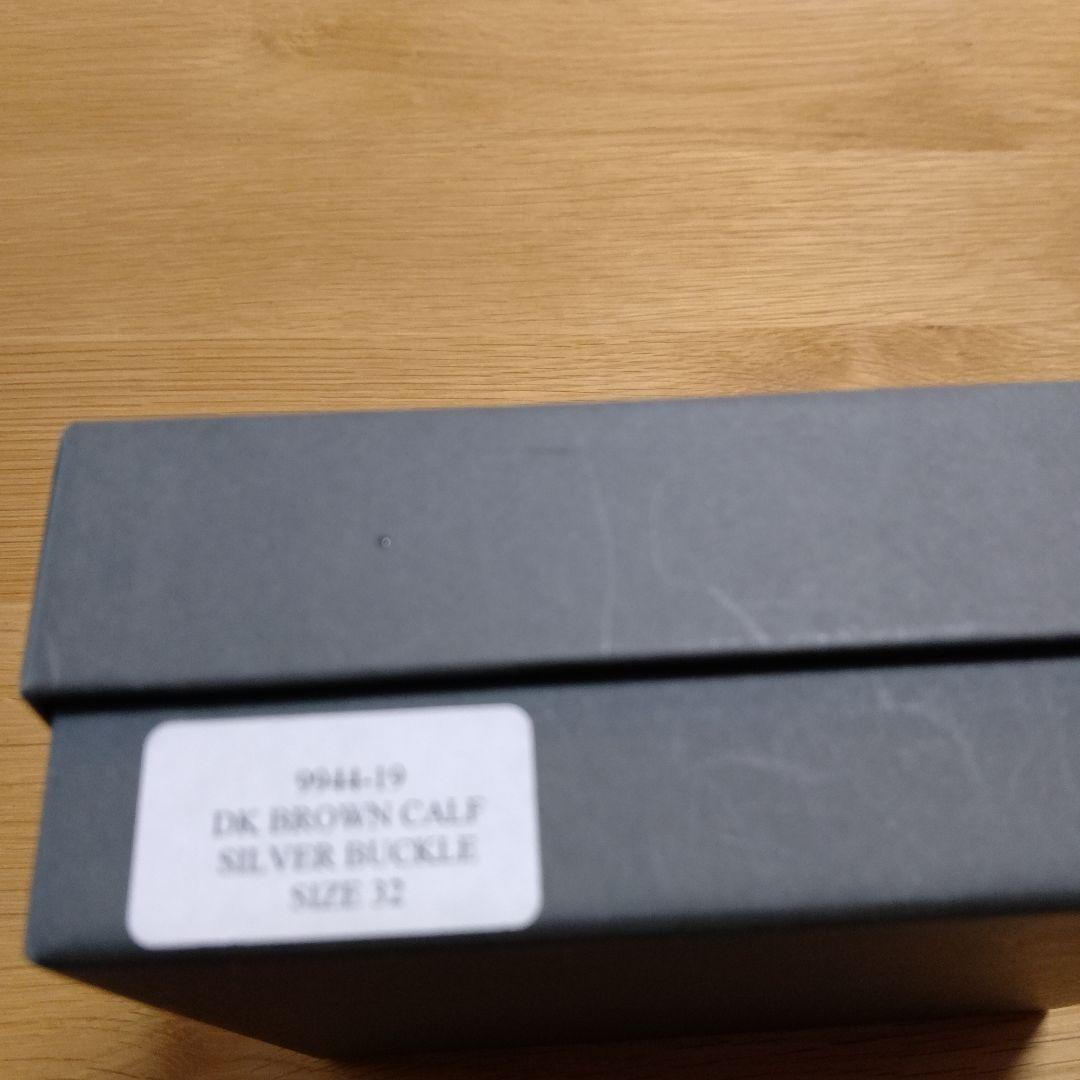 9944-19
DK BROWN CALF
SILVER BUCKLE
SIZE 32